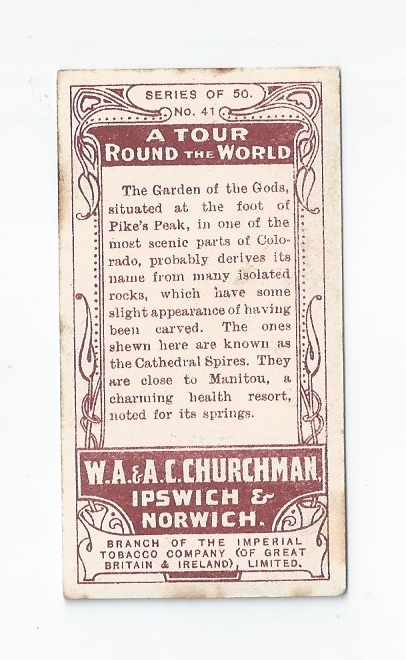 SERIES OF 50.
No. 41
A TOUR
ROUND THE WORLD
The Garden of the Gods,
situated at the foot of
Pike's Peak, in one of the
most scenic parts of Colo-
rado, probably derives its
name from many isolated
rocks, which have some
slight appearance of having
been carved. The ones
shewn here are known as
the Cathedral Spires. They
are close to Manitou, a
charming health resort,
noted for its springs.
W.A. & A.C. CHURCHMAN,
IPSWICH &
NORWICH.
BRANCH OF THE IMPERIAL
TOBACCO COMPANY (OF GREAT
BRITAIN & IRELAND), LIMITED.